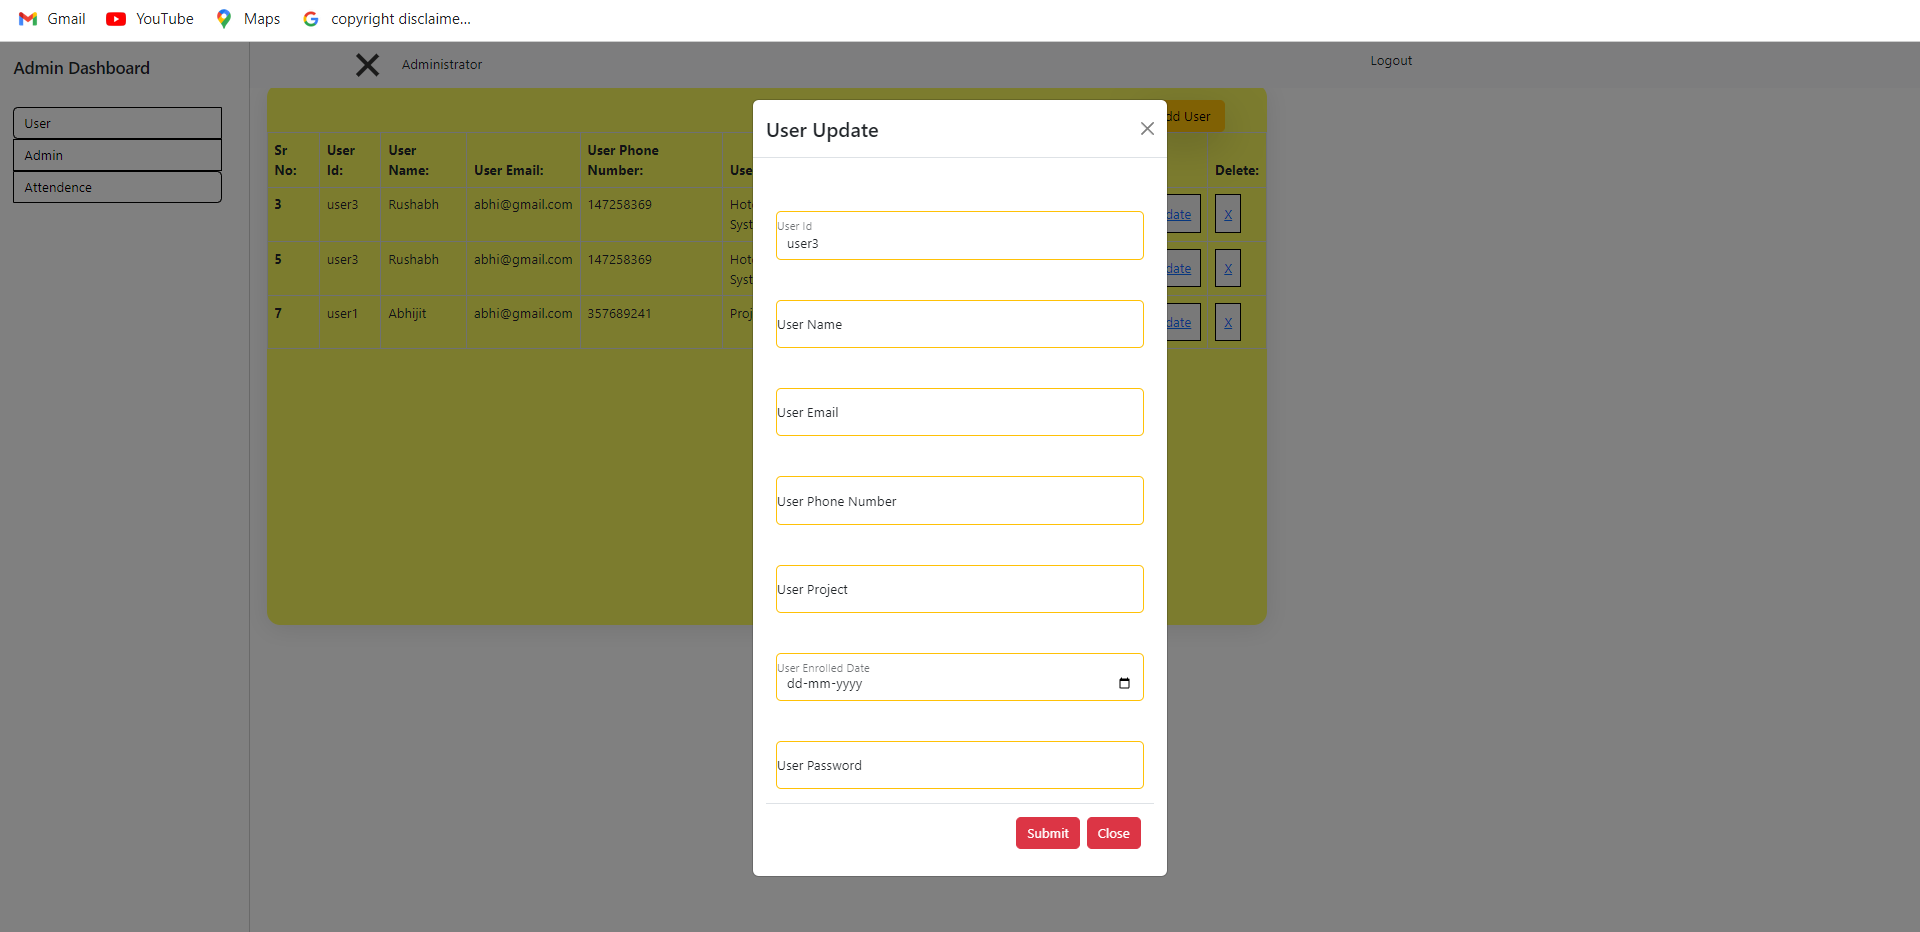 Gmail YouTube Maps copyright disclaime...
Admin Dashboard
Administrator
Logout
User
Admin
Attendence
dd User
Sr No: User Id: User Name: User Email: User Phone Number: Use Delete:
3 user3 Rushabh abhi@gmail.com 147258369 Hot Syst date X
5 user3 Rushabh abhi@gmail.com 147258369 Hot Syst date X
7 user1 Abhijit abhi@gmail.com 357689241 Proj date X
User Update
User Id
user3
User Name
User Email
User Phone Number
User Project
User Enrolled Date
dd-mm-yyyy
User Password
Submit Close